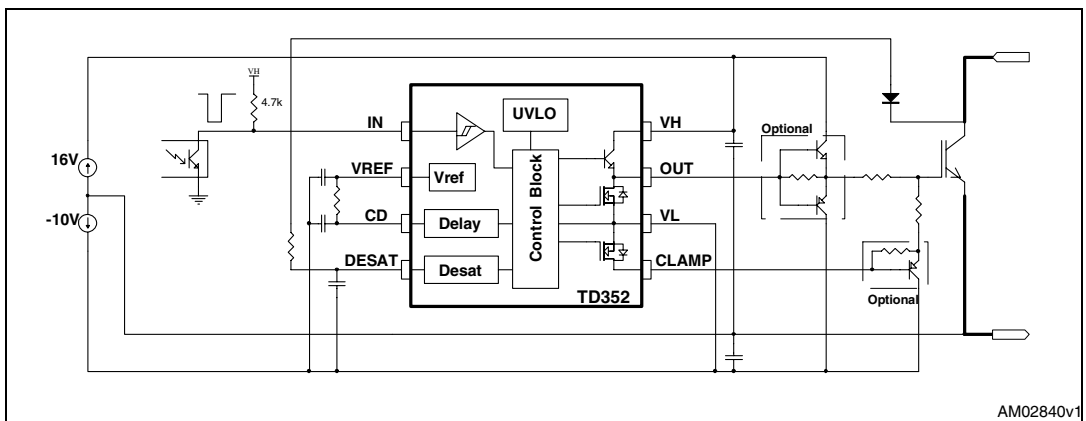 VH
4.7k
16V
-10V
IN
VREF
CD
DESAT
UVLO
Vref
Delay
Desat
Control Block
TD352
VH
OUT
VL
CLAMP
Optional
Optional
AM02840v1